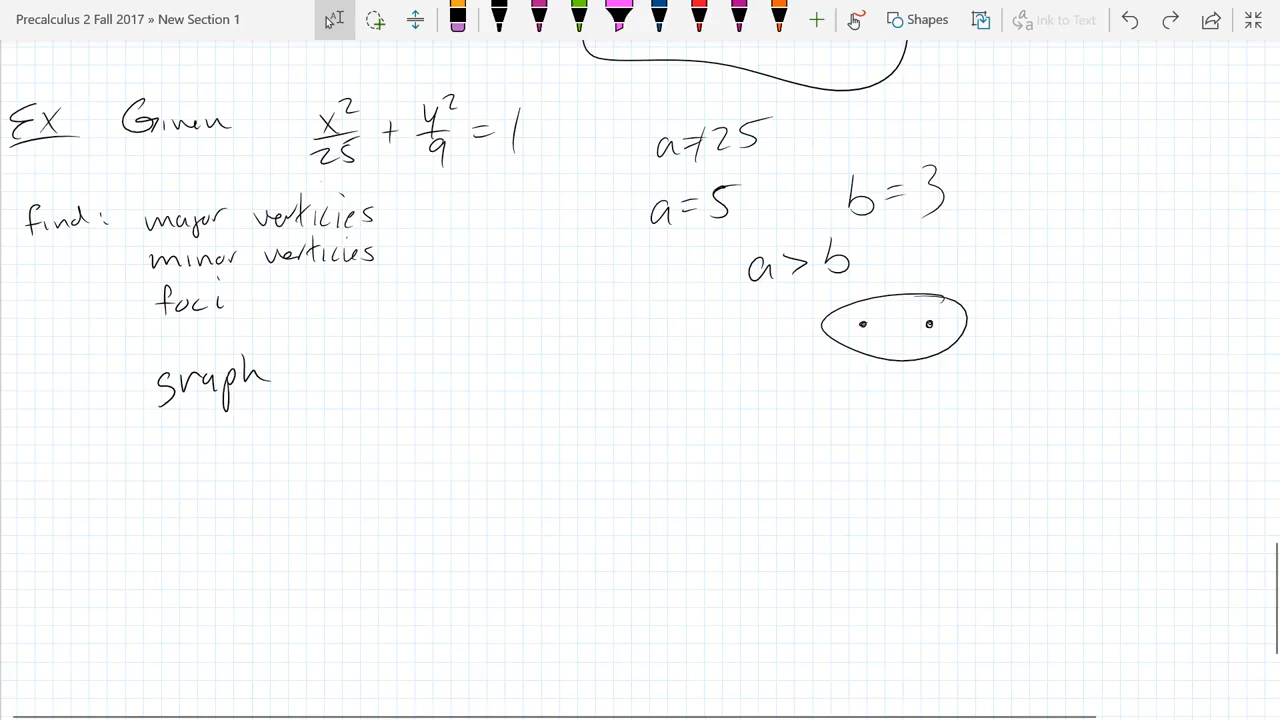 Precalculus 2 Fall 2017 » New Section 1
Shapes
Ink to Text
Ex Given x²/25 + y²/9 = 1
find: major verticies
minor verticies
foci
graph
a≠25
a=5
b=3
a>b